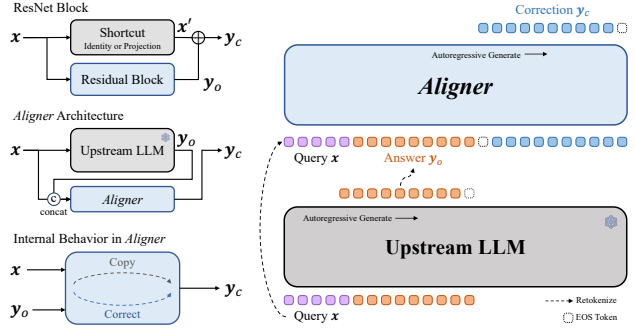 ResNet Block
x
Shortcut
Identity or Projection
x′
y_c
Residual Block
y_o
Aligner Architecture
x
Upstream LLM
y_o
y_c
c
concat
Aligner
Internal Behavior in Aligner
x
Copy
y_c
y_o
Correct
Correction y_c
Autoregressive Generate
Aligner
Query x
Answer y_o
Autoregressive Generate
Upstream LLM
Query x
Retokenize
EOS Token